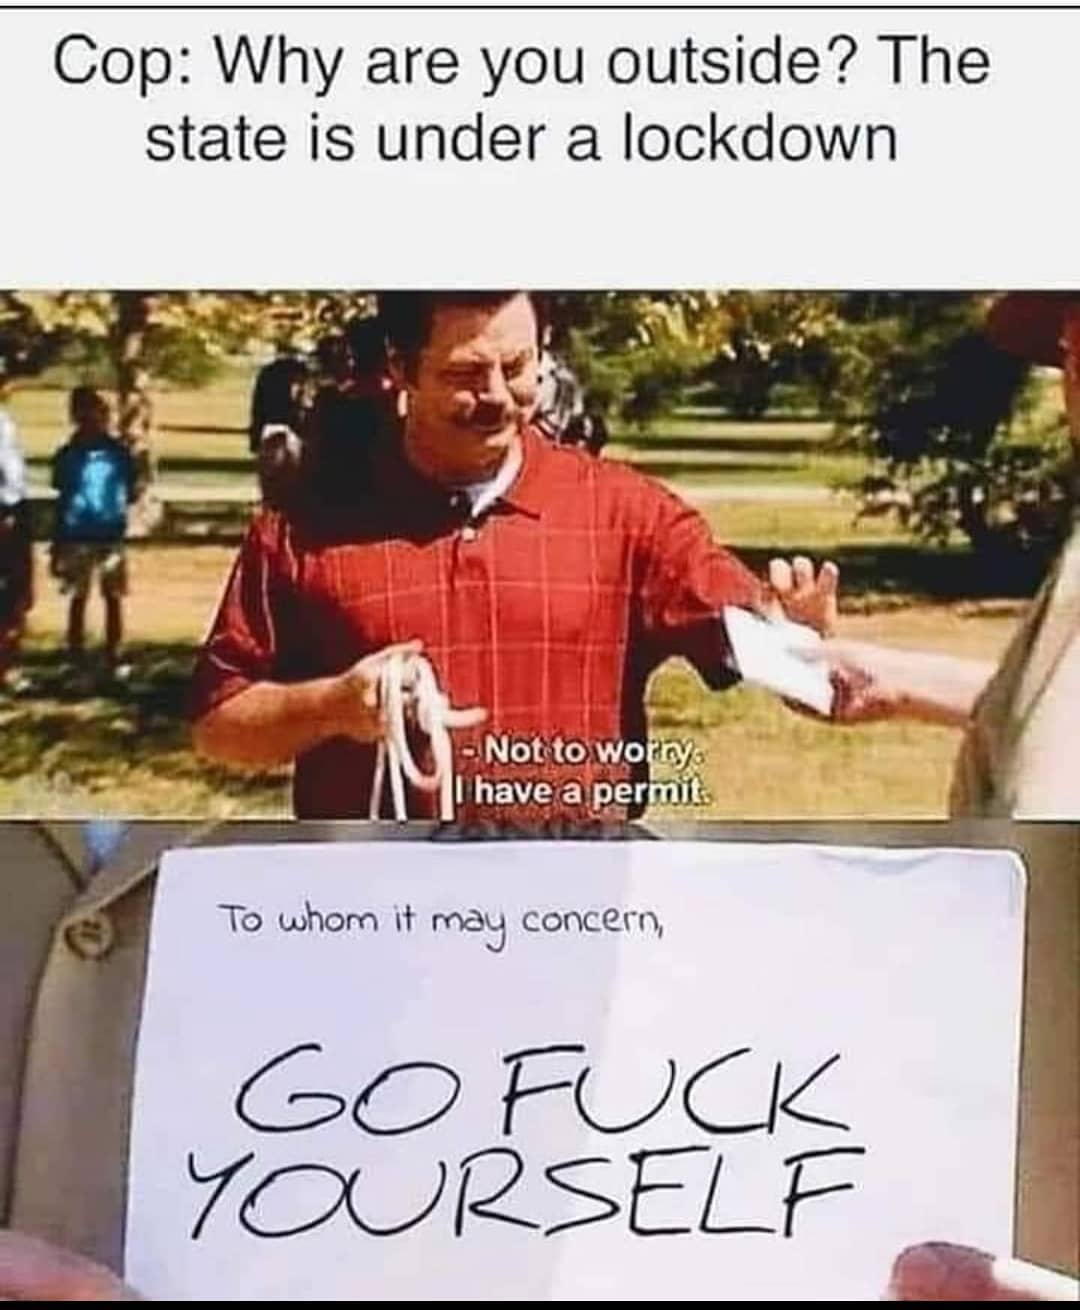 Cop: Why are you outside? The
state is under a lockdown
- Not to worry.
I have a permit.
To whom it may concern,
GO FUCK
YOURSELF